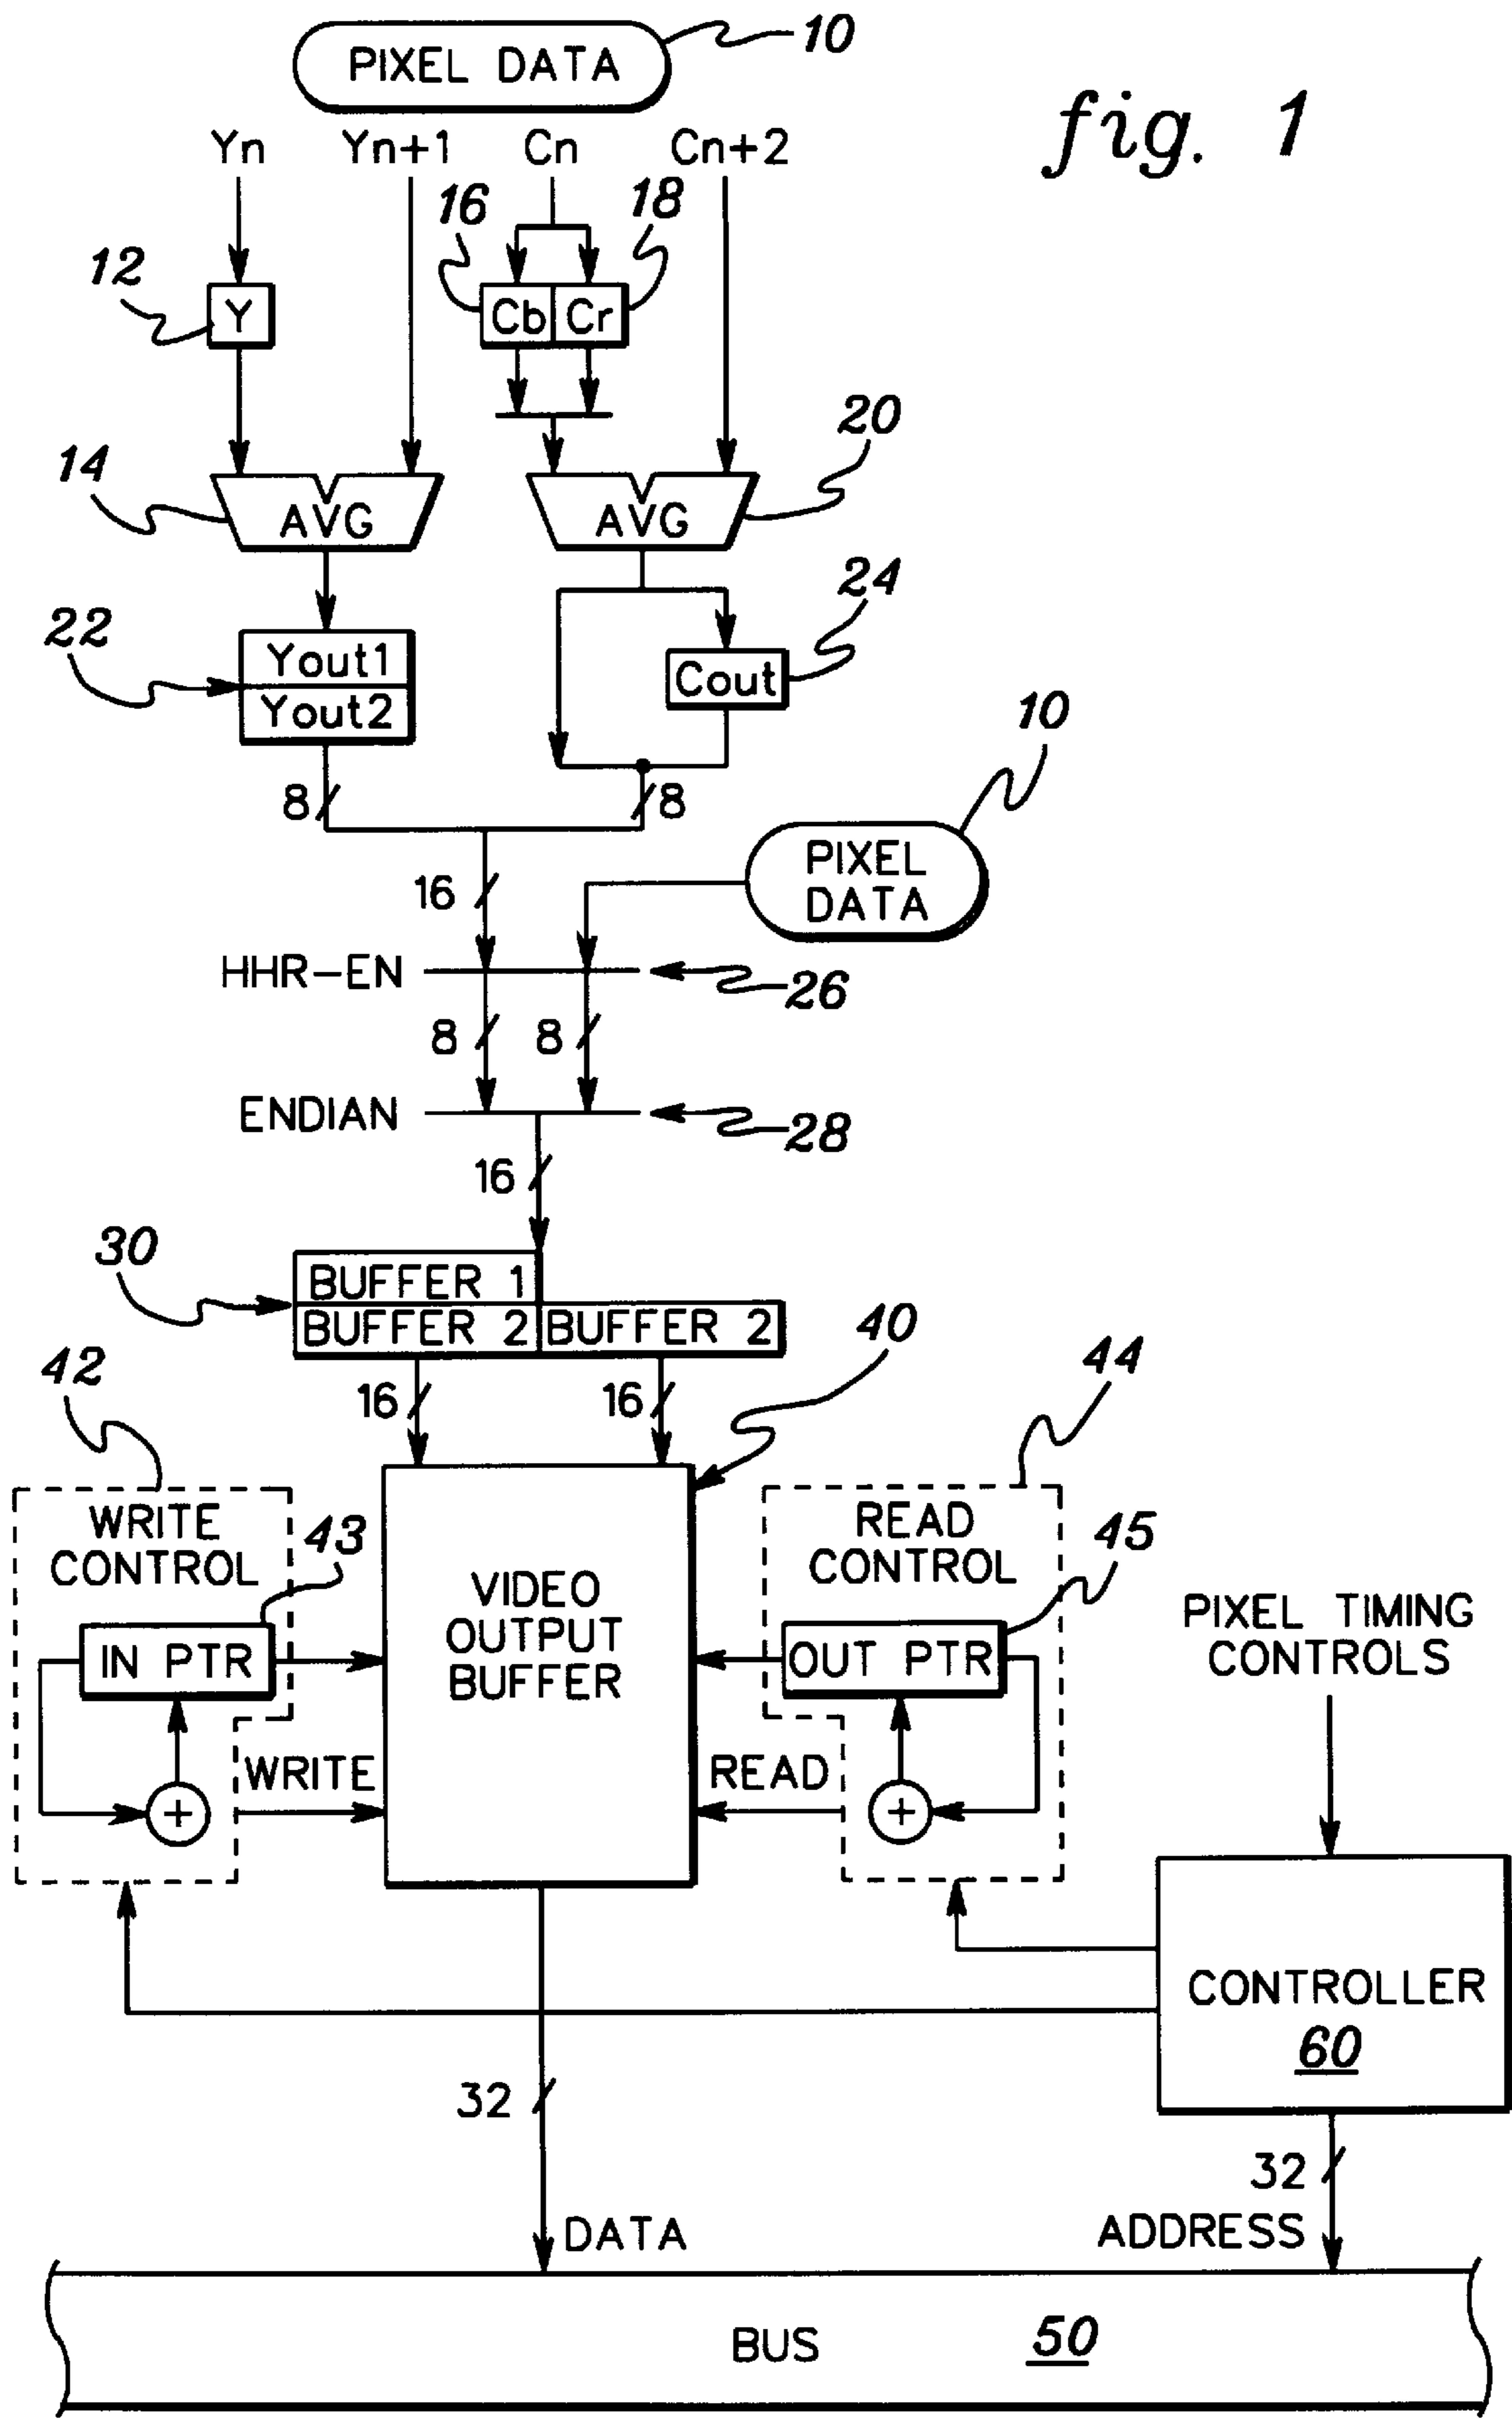 PIXEL DATA
10
fig. 1
Yn
Yn+1
Cn
Cn+2
16
18
12
Y
Cb
Cr
20
14
AVG
AVG
24
22
Yout1
Yout2
Cout
10
8
8
PIXEL
DATA
16
HHR-EN
26
8
8
ENDIAN
28
16
30
BUFFER 1
BUFFER 2
BUFFER 2
40
42
44
16
16
WRITE
CONTROL
43
READ
CONTROL
45
VIDEO
OUTPUT
BUFFER
PIXEL TIMING
CONTROLS
IN PTR
OUT PTR
WRITE
READ
+
+
CONTROLLER
60
32
32
DATA
ADDRESS
BUS
50